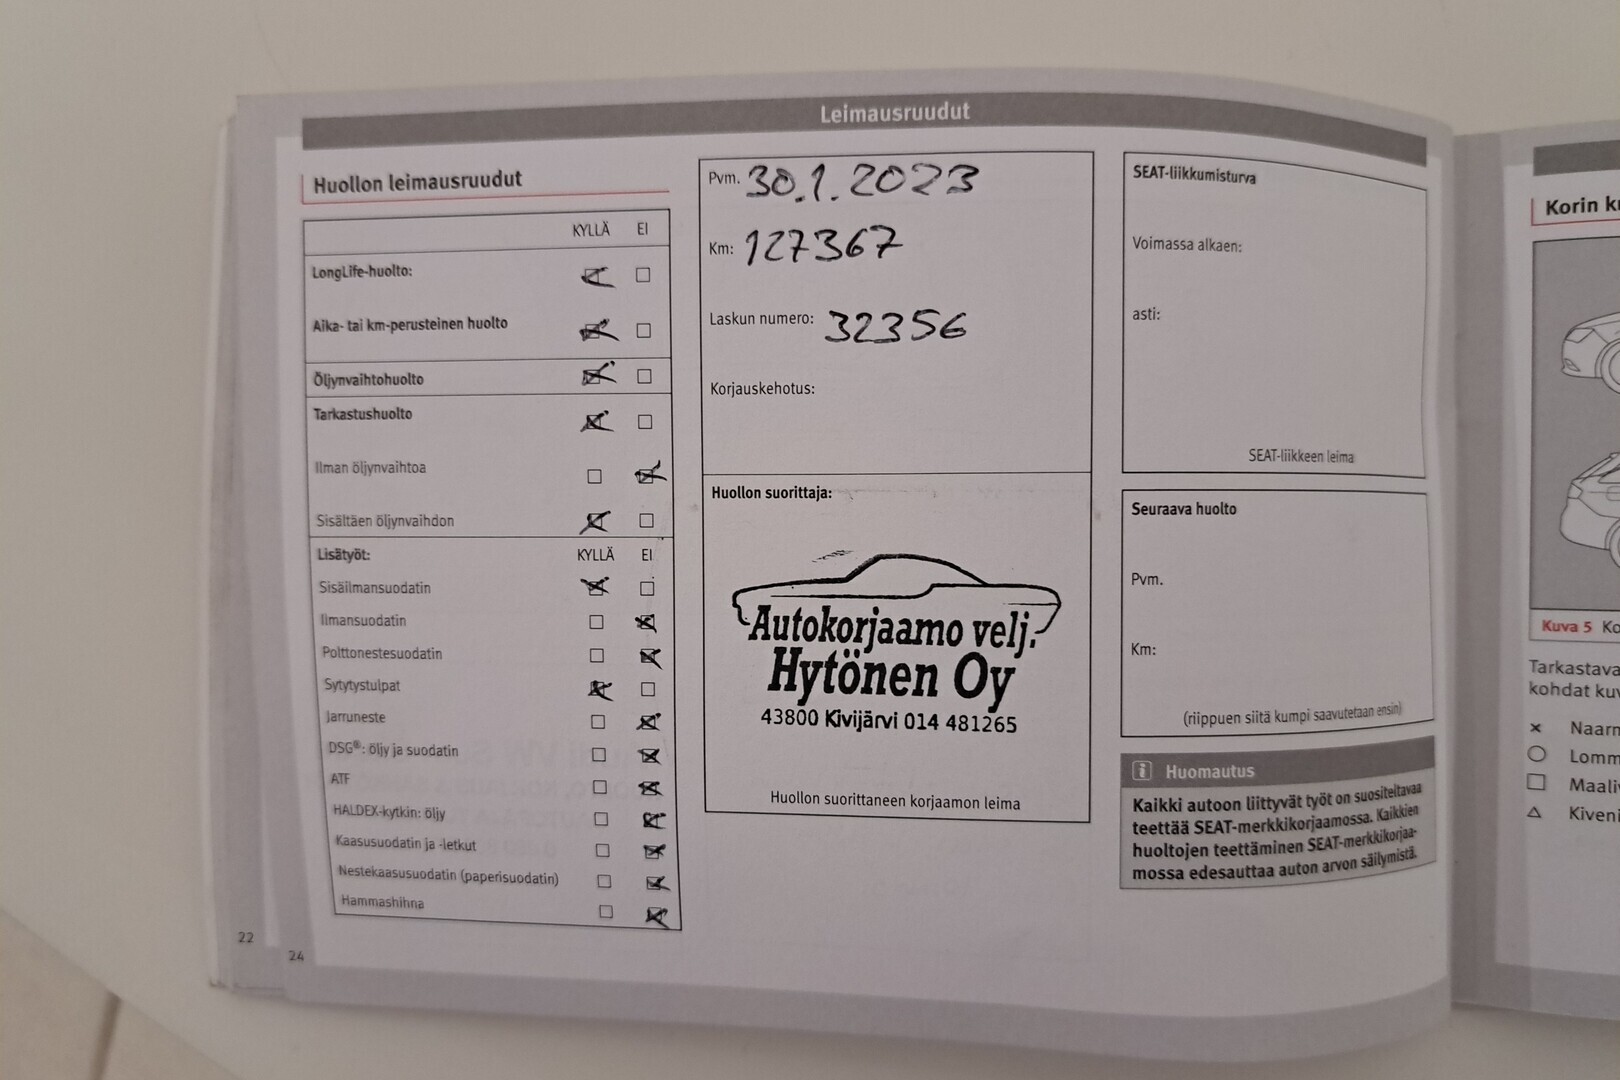 Leimausruudut
Huollon leimausruudut
KYLLÄ EI
LongLife-huolto:
Aika- tai km-perusteinen huolto
Öljynvaihtohuolto
Tarkastushuolto
Ilman öljynvaihtoa
Sisältäen öljynvaihdon
Lisätyöt: KYLLÄ EI
Sisäilmansuodatin
Ilmansuodatin
Polttonestesuodatin
Sytytystulpat
Jarruneste
DSG®: öljy ja suodatin
ATF
HALDEX-kytkin: öljy
Kaasusuodatin ja -letkut
Nestekaasusuodatin (paperisuodatin)
Hammashihna
22
24
Pvm. 30.1.2023
Km: 127367
Laskun numero: 32356
Korjauskehotus:
Huollon suorittaja:
Autokorjaamo velj.
Hytönen Oy
43800 Kivijärvi 014 481265
Huollon suorittaneen korjaamon leima
SEAT-liikkumisturva
Voimassa alkaen:
asti:
SEAT-liikkeen leima
Seuraava huolto
Pvm.
Km:
(riippuen siitä kumpi saavutetaan ensin)
i Huomautus
Kaikki autoon liittyvät työt on suositeltavaa
teettää SEAT-merkkikorjaamossa. Kaikkien
huoltojen teettäminen SEAT-merkkikorjaa-
mossa edesauttaa auton arvon säilymistä.
Korin
Kuva 5
Tarkastava
kohdat